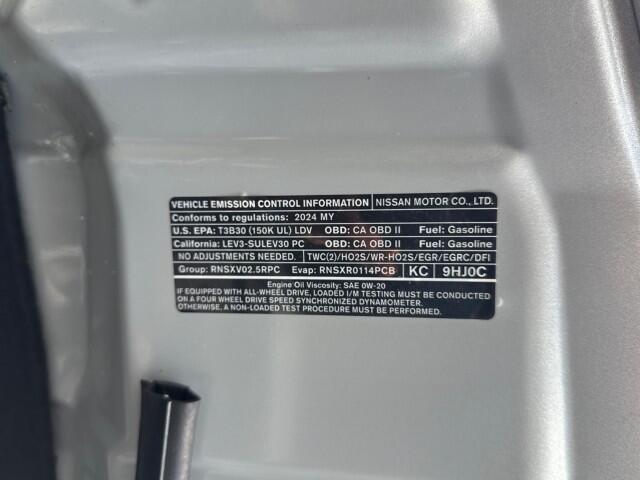 VEHICLE EMISSION CONTROL INFORMATION NISSAN MOTOR CO., LTD.
Conforms to regulations: 2024 MY
U.S. EPA: T3B30 (150K UL) LDV OBD: CA OBD II Fuel: Gasoline
California: LEV3-SULEV30 PC OBD: CA OBD II Fuel: Gasoline
NO ADJUSTMENTS NEEDED. TWC(2)/HO2S/WR-HO2S/EGR/EGRC/DFI
Group: RNSXV02.5RPC Evap: RNSXR0114PCB KC 9HJ0C
Engine Oil Viscosity: SAE 0W-20
IF EQUIPPED WITH ALL-WHEEL DRIVE, LOADED I/M TESTING MUST BE CONDUCTED
ON A FOUR WHEEL DRIVE SPEED SYNCHRONIZED DYNAMOMETER.
OTHERWISE, A NON-LOADED TEST PROCEDURE MUST BE PERFORMED.